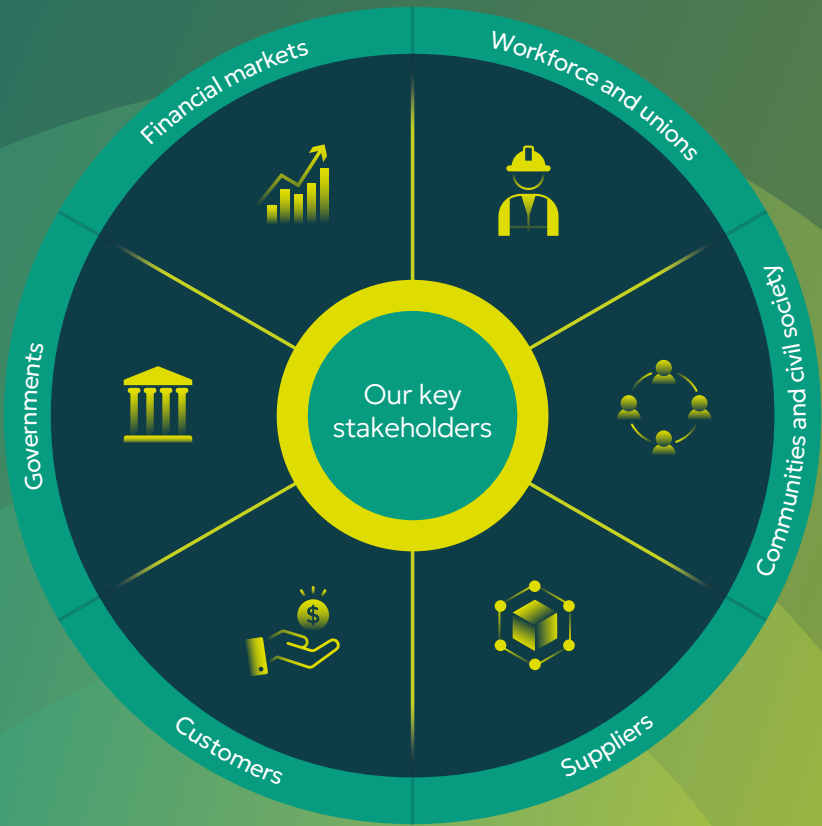 Financial markets
Workforce and unions
Communities and civil society
Suppliers
Customers
Governments
Our key
stakeholders
$